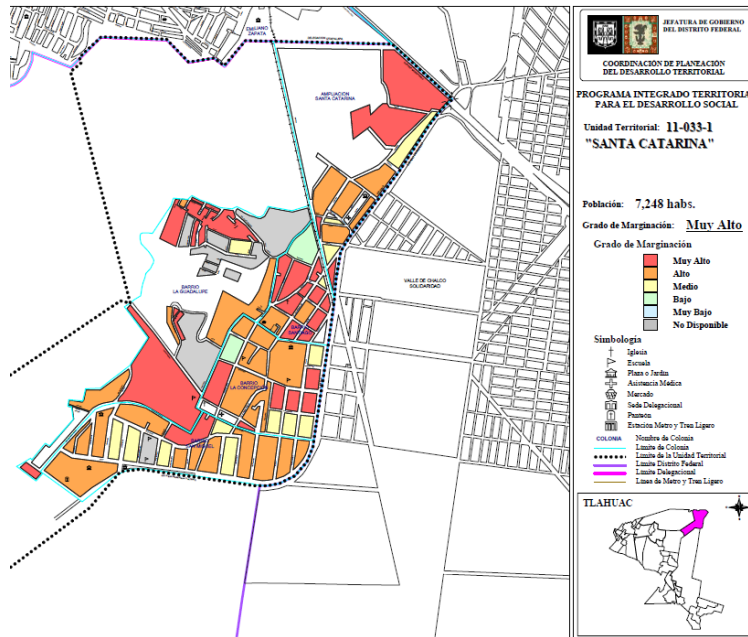 EMILIANO
ZAPATA
AMPLIACION
SANTA CATARINA
VALLE DE CHALCO
SOLIDARIDAD
BARRIO
LA GUADALUPE
BARRIO
BARRIO
LA CONCEPCION
BARRIO
JEFATURA DE GOBIERNO
DEL DISTRITO FEDERAL
COORDINACIÓN DE PLANEACIÓN
DEL DESARROLLO TERRITORIAL
PROGRAMA INTEGRADO TERRITORIA
PARA EL DESARROLLO SOCIAL
Unidad Territorial: 11-033-1
"SANTA CATARINA"
Población: 7,248 habs.
Grado de Marginación: Muy Alto
Grado de Marginación
Muy Alto
Alto
Medio
Bajo
Muy Bajo
No Disponible
Simbología
Iglesia
Escuela
Plaza o Jardín
Asistencia Médica
Mercado
Sede Delegacional
Panteón
Estación Metro y Tren Ligero
COLONIA Nombre de Colonia
Límite de Colonia
Límite de la Unidad Territorial
Límite Distrito Federal
Límite Delegacional
Línea de Metro y Tren Ligero
TLAHUAC